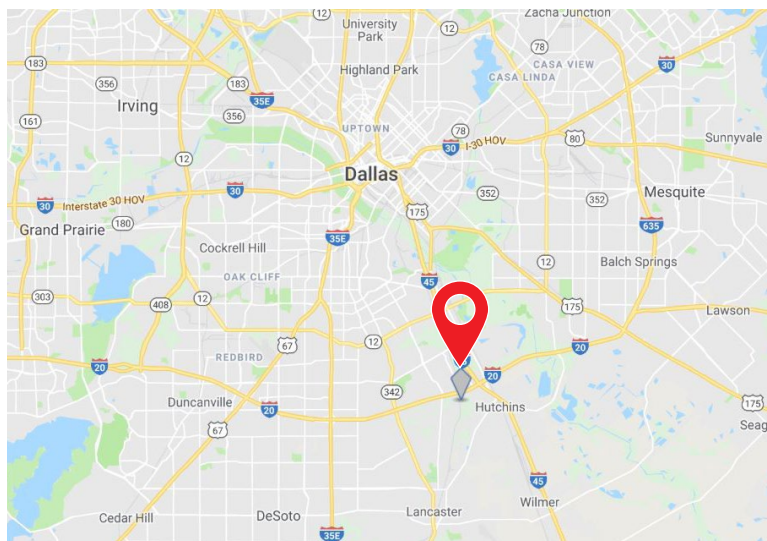 12
University
Park
12
Zacha Junction
78
CASA VIEW
CASA LINDA
30
183
Highland Park
356
183
35E
Irving
356
161
UPTOWN
78
30
I-30 HOV
80
Sunnyvale
12
Dallas
352
352
Mesquite
30
Interstate 30 HOV
30
175
Grand Prairie
180
35E
635
Cockrell Hill
OAK CLIFF
45
12
Balch Springs
303
408
12
175
Lawson
12
67
REDBIRD
20
20
20
342
Duncanville
20
Hutchins
67
175
Seag
45
Wilmer
Lancaster
Cedar Hill
DeSoto
35E